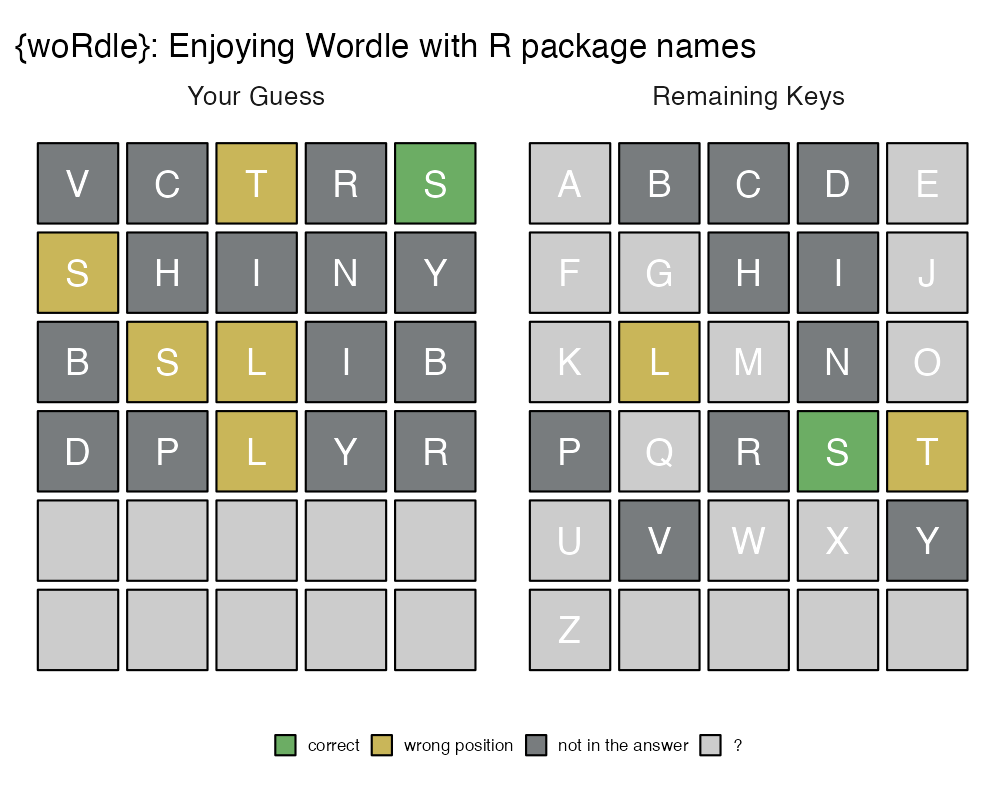 {woRdle}: Enjoying Wordle with R package names
Your Guess
V C T R S
S H I N Y
B S L I B
D P L Y R
Remaining Keys
A B C D E
F G H I J
K L M N O
P Q R S T
U V W X Y
Z
correct wrong position not in the answer ?